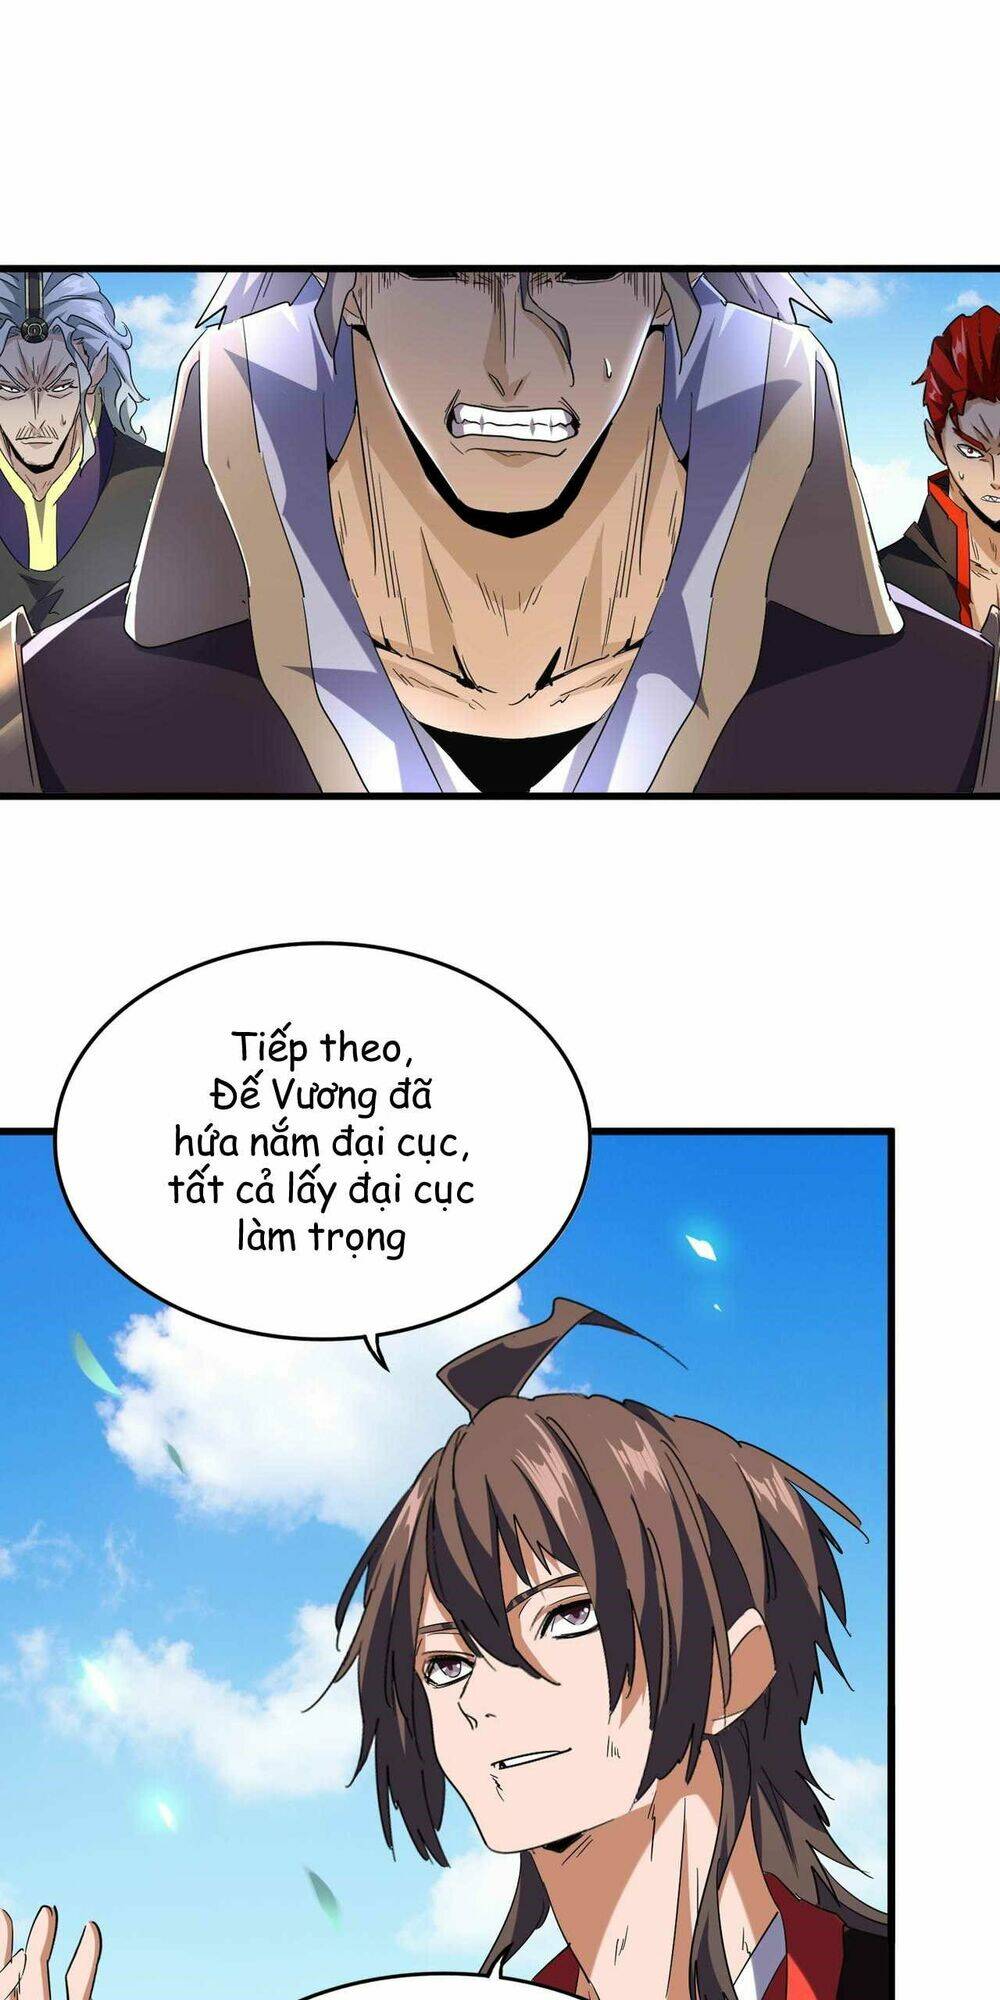 Tiếp theo,
Đế Vương đã
hứa nắm đại cục,
tất cả lấy đại cục
làm trọng